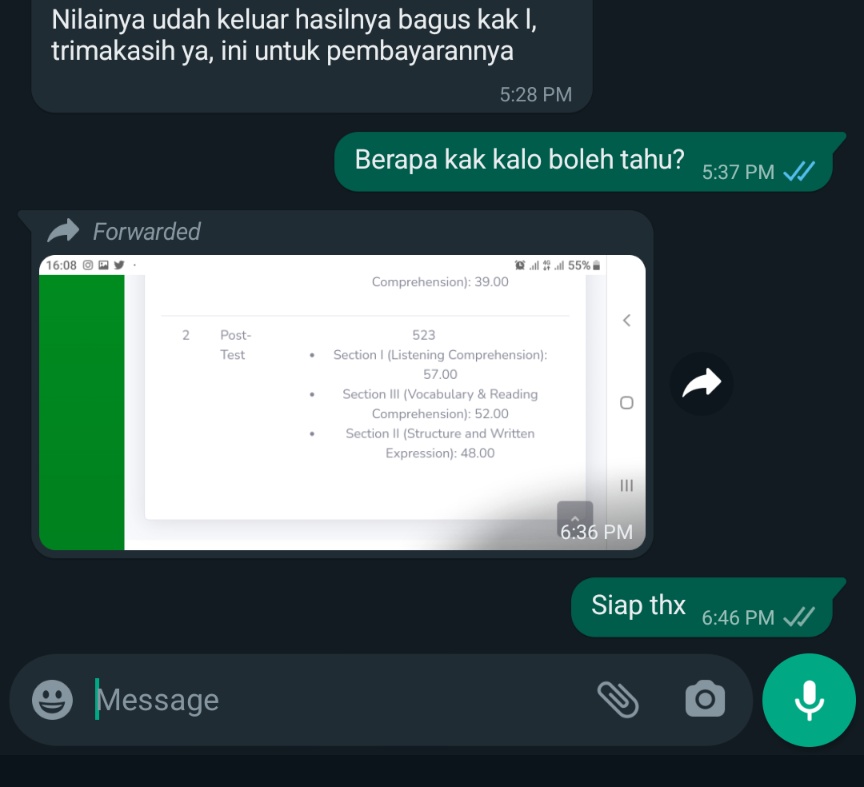 Nilainya udah keluar hasilnya bagus kak l,
trimakasih ya, ini untuk pembayarannya
5:28 PM
Berapa kak kalo boleh tahu? 5:37 PM
Forwarded
16:08 55%
Comprehension): 39.00
2 Post- 523
Test • Section I (Listening Comprehension):
57.00
• Section III (Vocabulary & Reading
Comprehension): 52.00
• Section II (Structure and Written
Expression): 48.00
6:36 PM
Siap thx 6:46 PM
Message